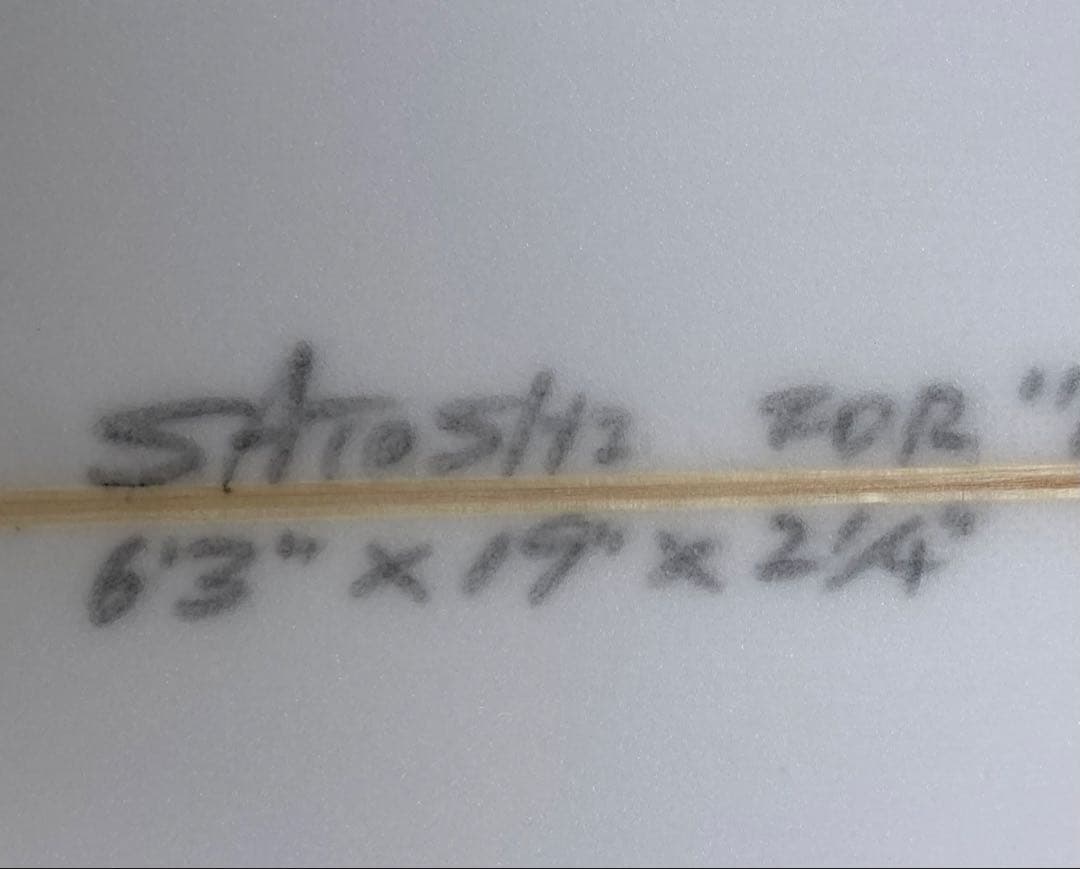 SATOSHI FOR "
6'3" x 19" x 2 1/4"